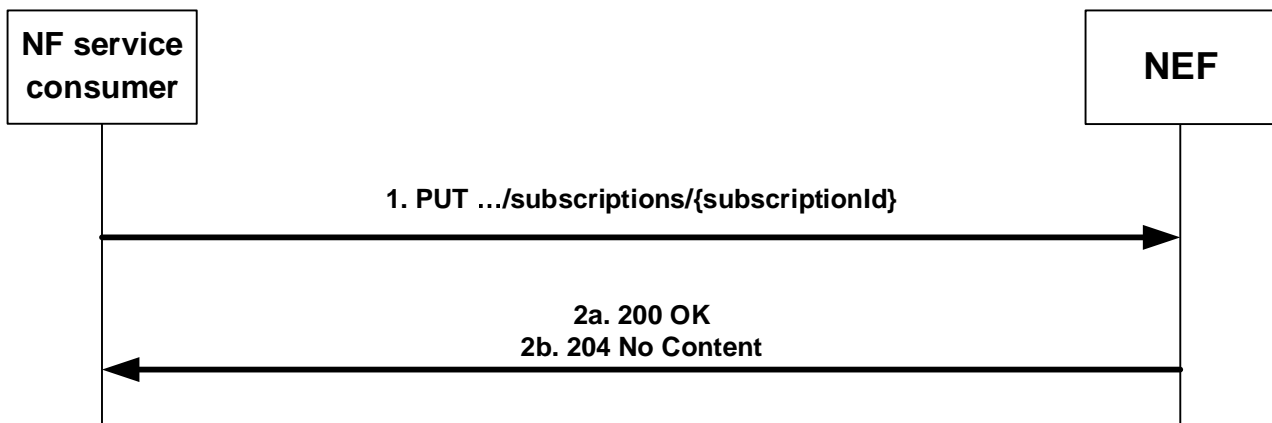 NF service
consumer
NEF
1. PUT …/subscriptions/{subscriptionId}
2a. 200 OK
2b. 204 No Content